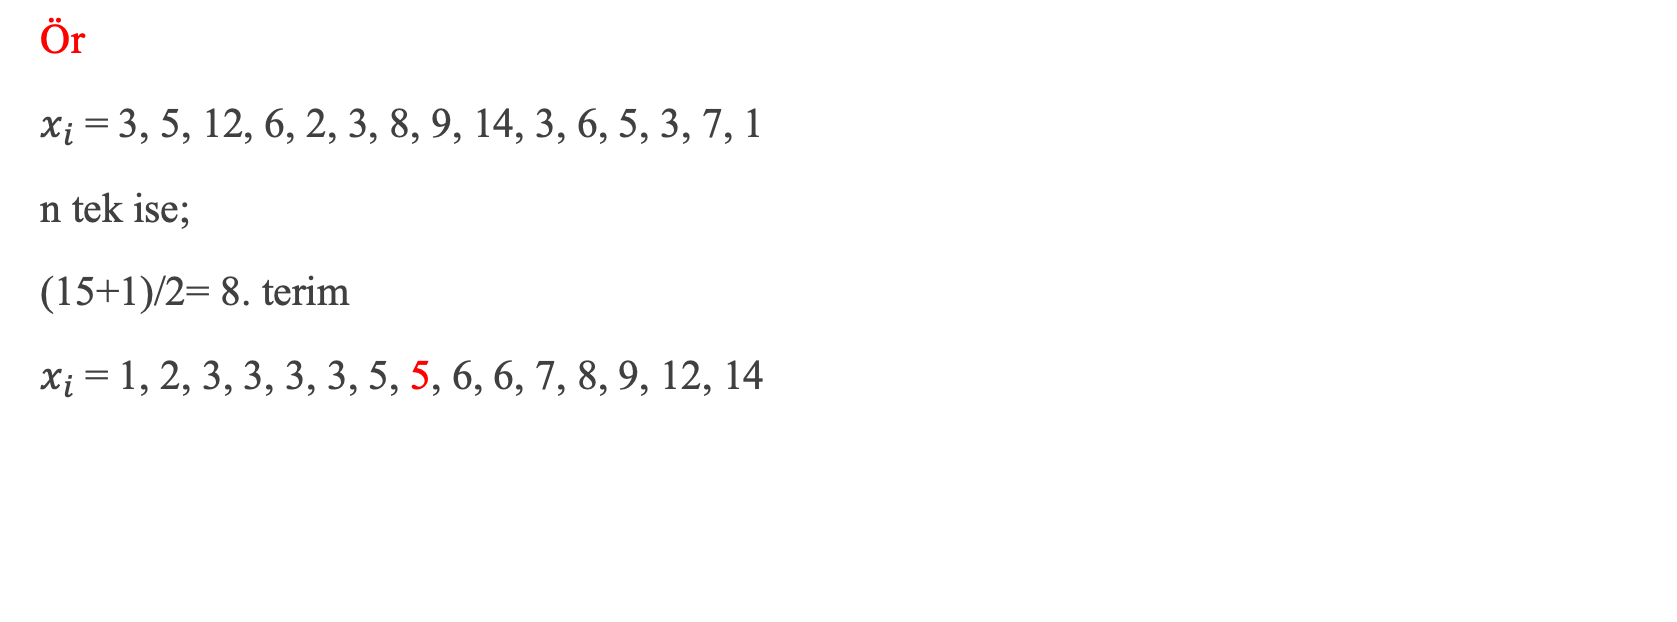 Ör
xᵢ = 3, 5, 12, 6, 2, 3, 8, 9, 14, 3, 6, 5, 3, 7, 1
n tek ise;
(15+1)/2= 8. terim
xᵢ = 1, 2, 3, 3, 3, 3, 5, 5, 6, 6, 7, 8, 9, 12, 14